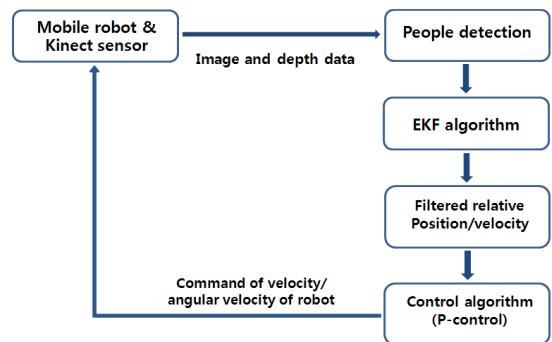 Mobile robot &
Kinect sensor
Image and depth data
People detection
EKF algorithm
Filtered relative
Position/velocity
Control algorithm
(P-control)
Command of velocity/
angular velocity of robot